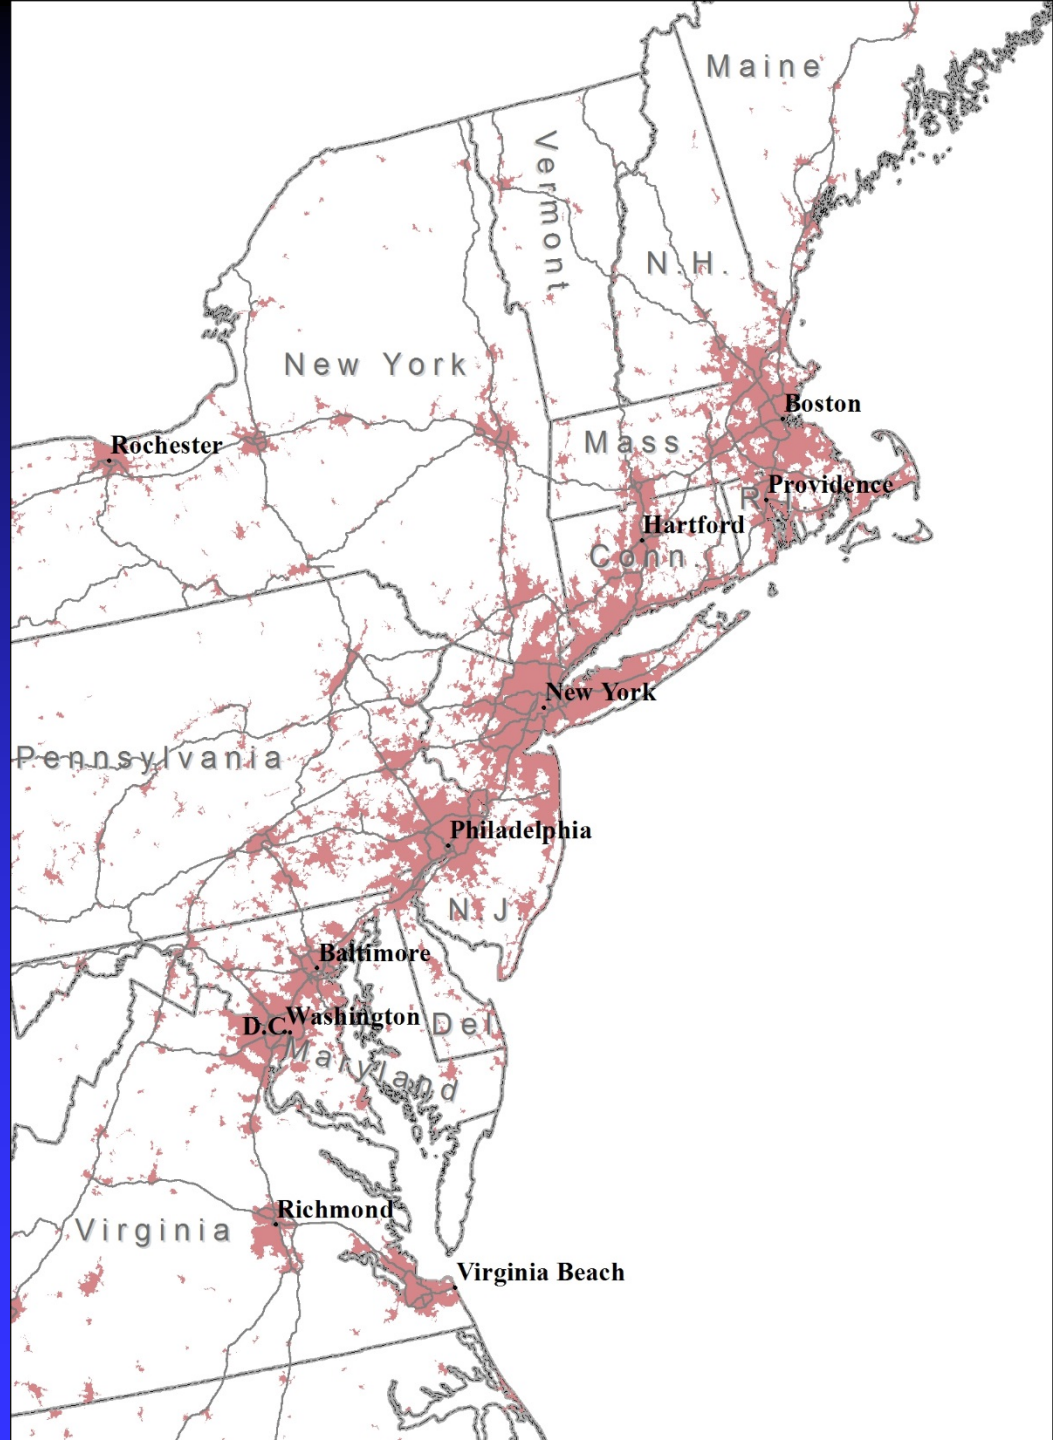 Maine
Vermont
N.H.
New York
Boston
Rochester
Mass.
Providence
R.I.
Hartford
Conn.
New York
Pennsylvania
Philadelphia
N.J.
Baltimore
Washington
D.C.
Del.
Maryland
Richmond
Virginia
Virginia Beach